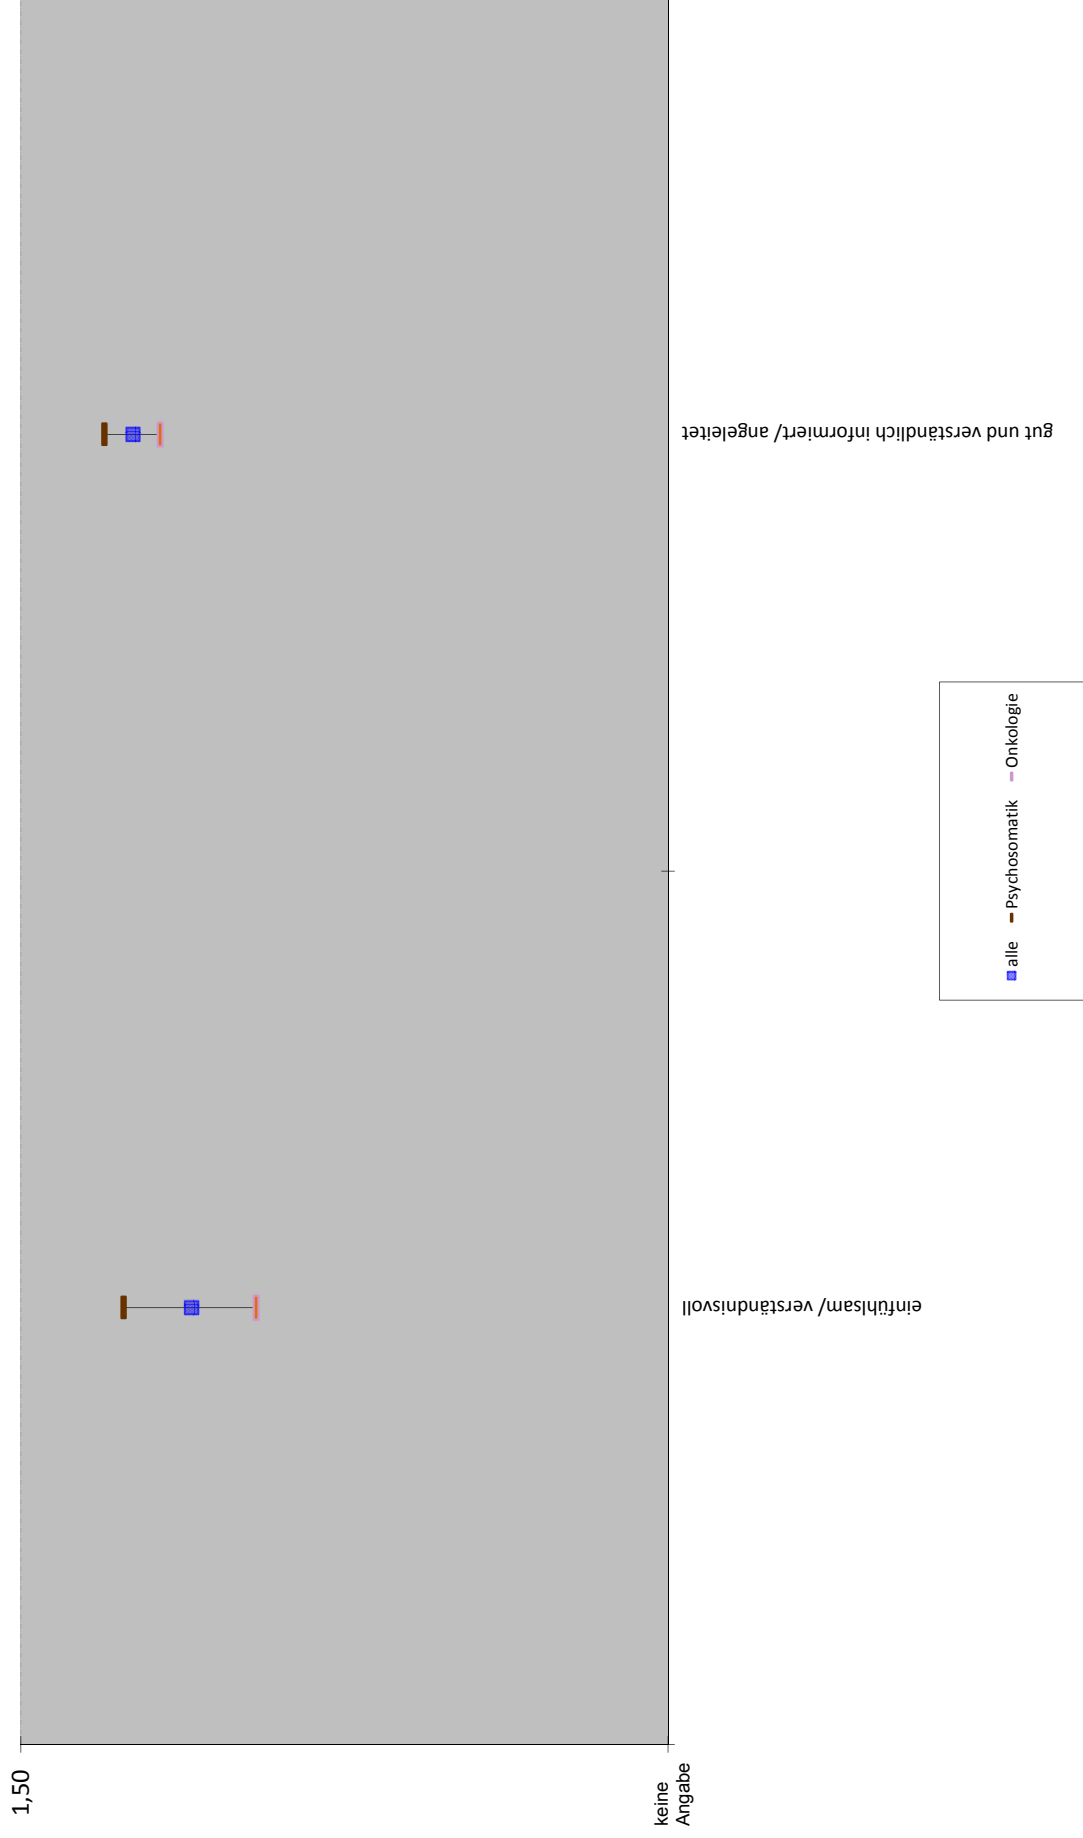 1,50
keine
Angabe
einfühlsam/ verständnisvoll
gut und verständlich informiert/ angeleitet
alle
Psychosomatik
Onkologie